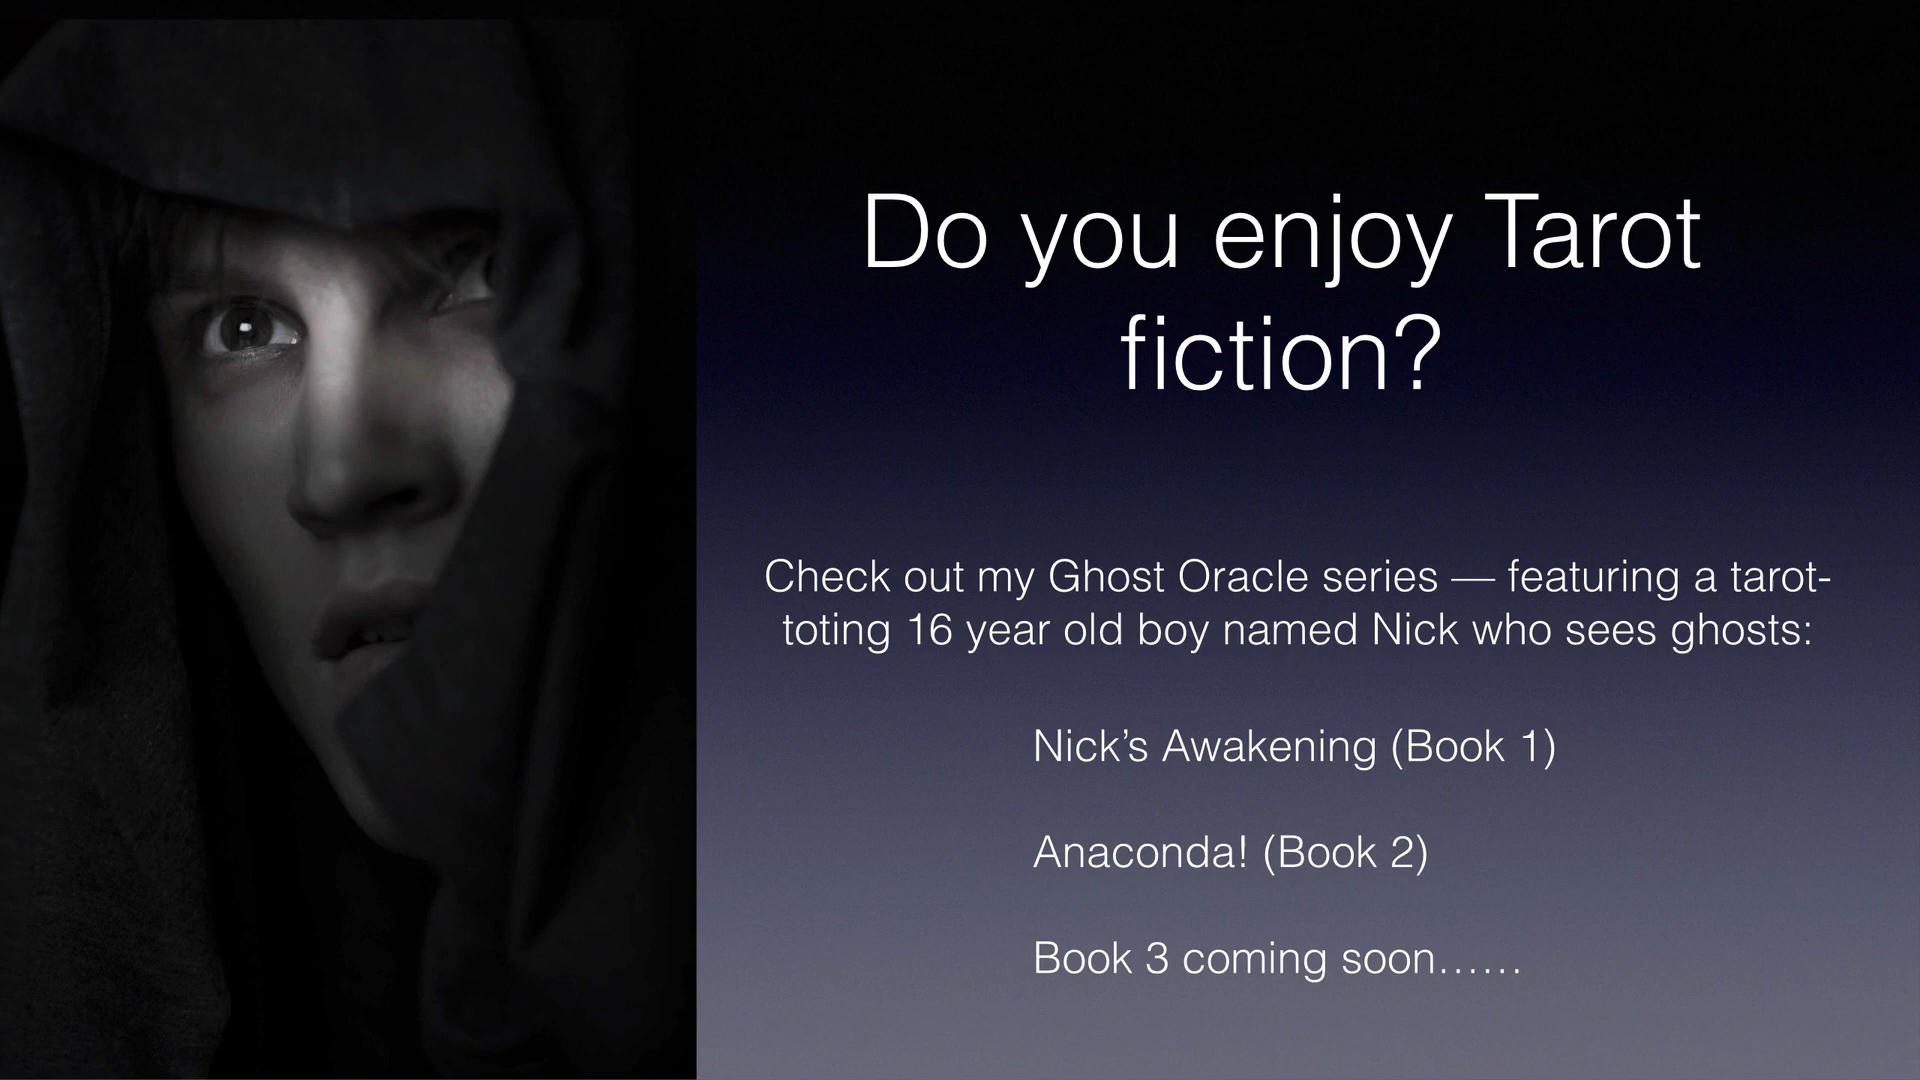 Do you enjoy Tarot
fiction?
Check out my Ghost Oracle series — featuring a tarot-
toting 16 year old boy named Nick who sees ghosts:
Nick’s Awakening (Book 1)
Anaconda! (Book 2)
Book 3 coming soon……